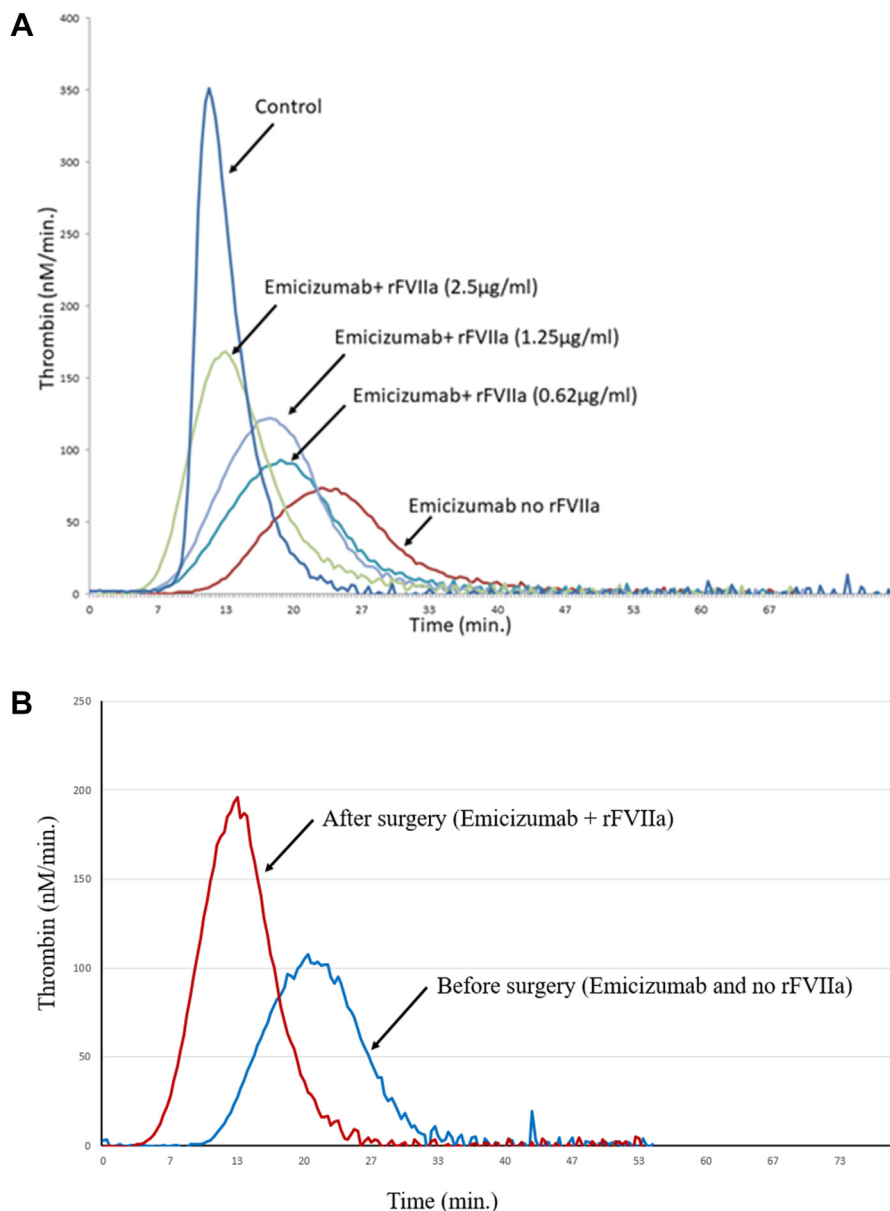 A
400
350
300
250
200
150
100
50
0
Thrombin (nM/min.)
Control
Emicizumab+ rFVIIa (2.5µg/ml)
Emicizumab+ rFVIIa (1.25µg/ml)
Emicizumab+ rFVIIa (0.62µg/ml)
Emicizumab no rFVIIa
0 7 13 20 27 33 40 47 53 60 67
Time (min.)
B
250
200
150
100
50
0
Thrombin (nM/min.)
After surgery (Emicizumab + rFVIIa)
Before surgery (Emicizumab and no rFVIIa)
0 7 13 20 27 33 40 47 53 60 67 73
Time (min.)